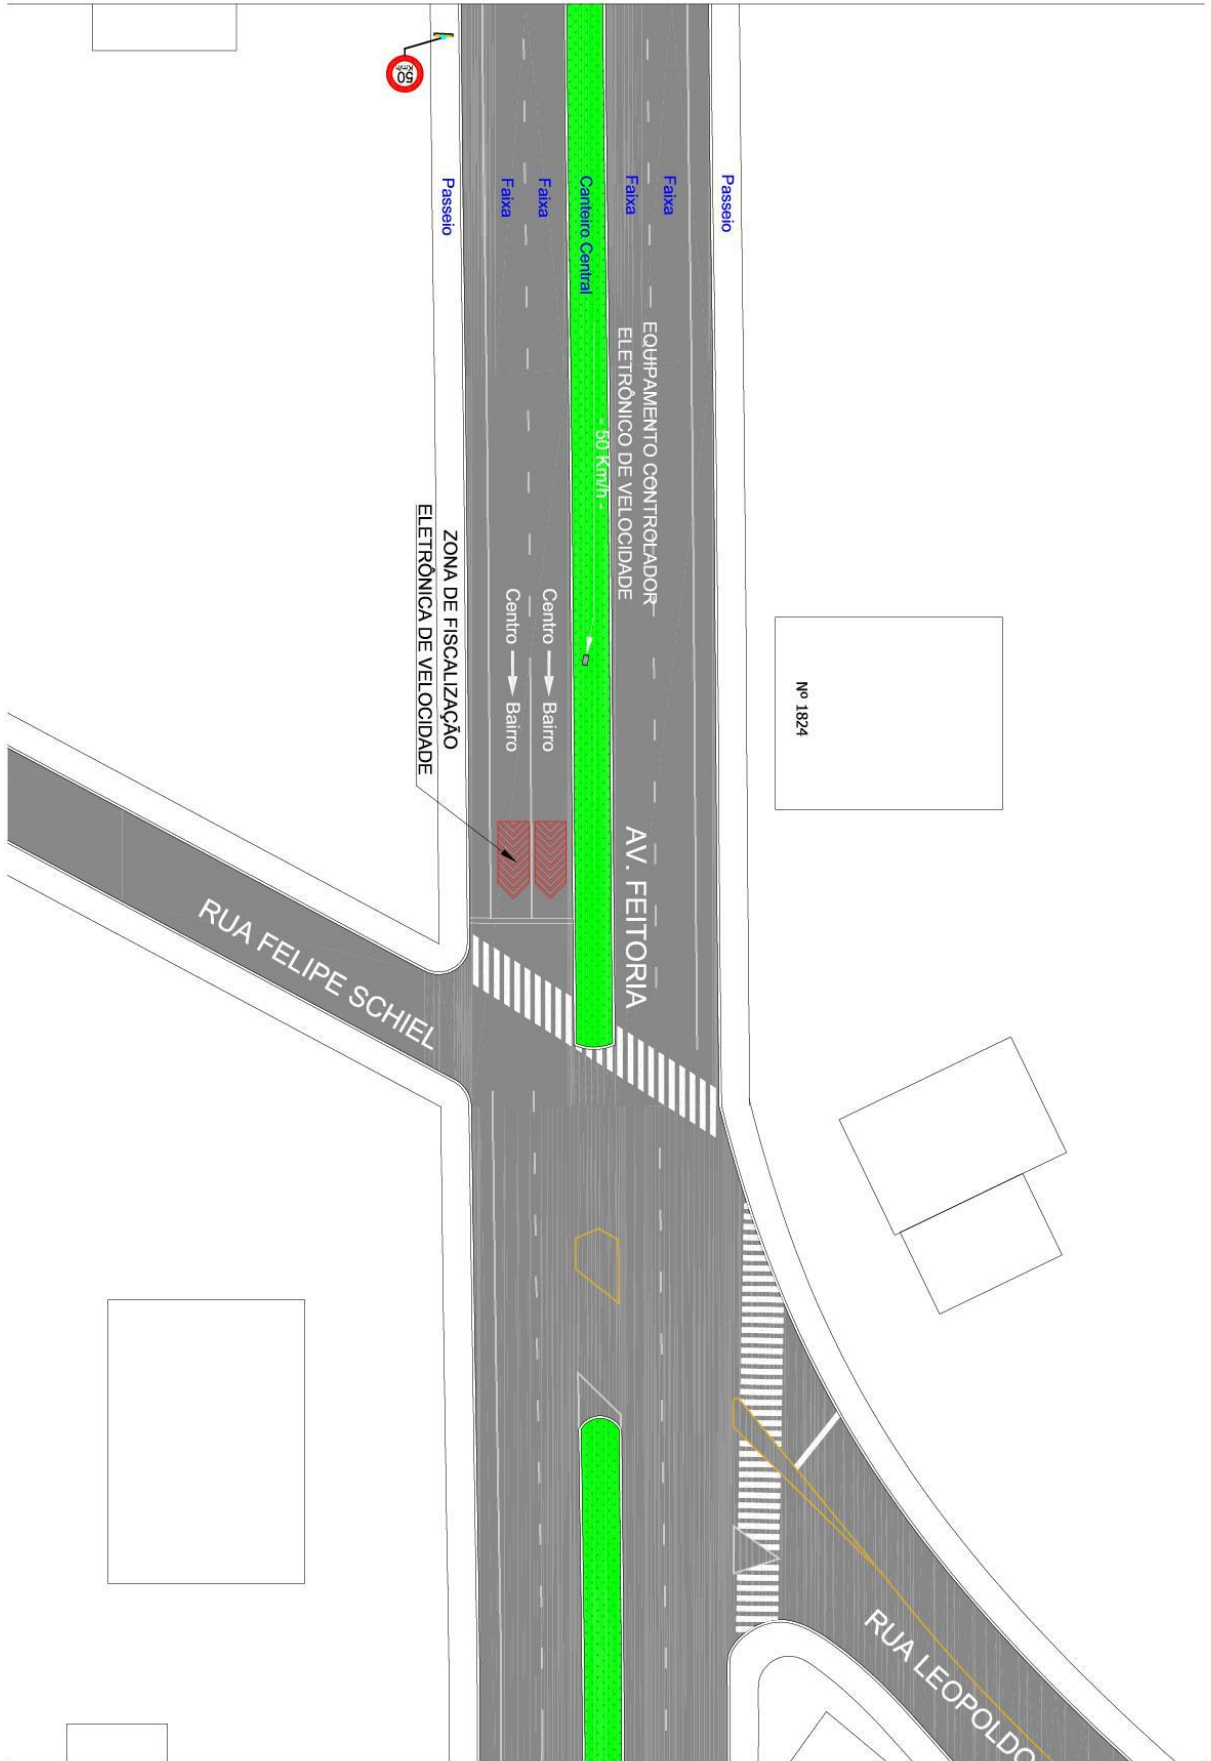 50
Km/h
Passeio
Faixa
Faixa
Canteiro Central
Faixa
Faixa
Passeio
EQUIPAMENTO CONTROLADOR
ELETRÔNICO DE VELOCIDADE
- 50 Km/h -
ZONA DE FISCALIZAÇÃO
ELETRÔNICA DE VELOCIDADE
Centro Bairro
Centro Bairro
Nº 1824
AV. FEITORIA
RUA FELIPE SCHIEL
RUA LEOPOLDO